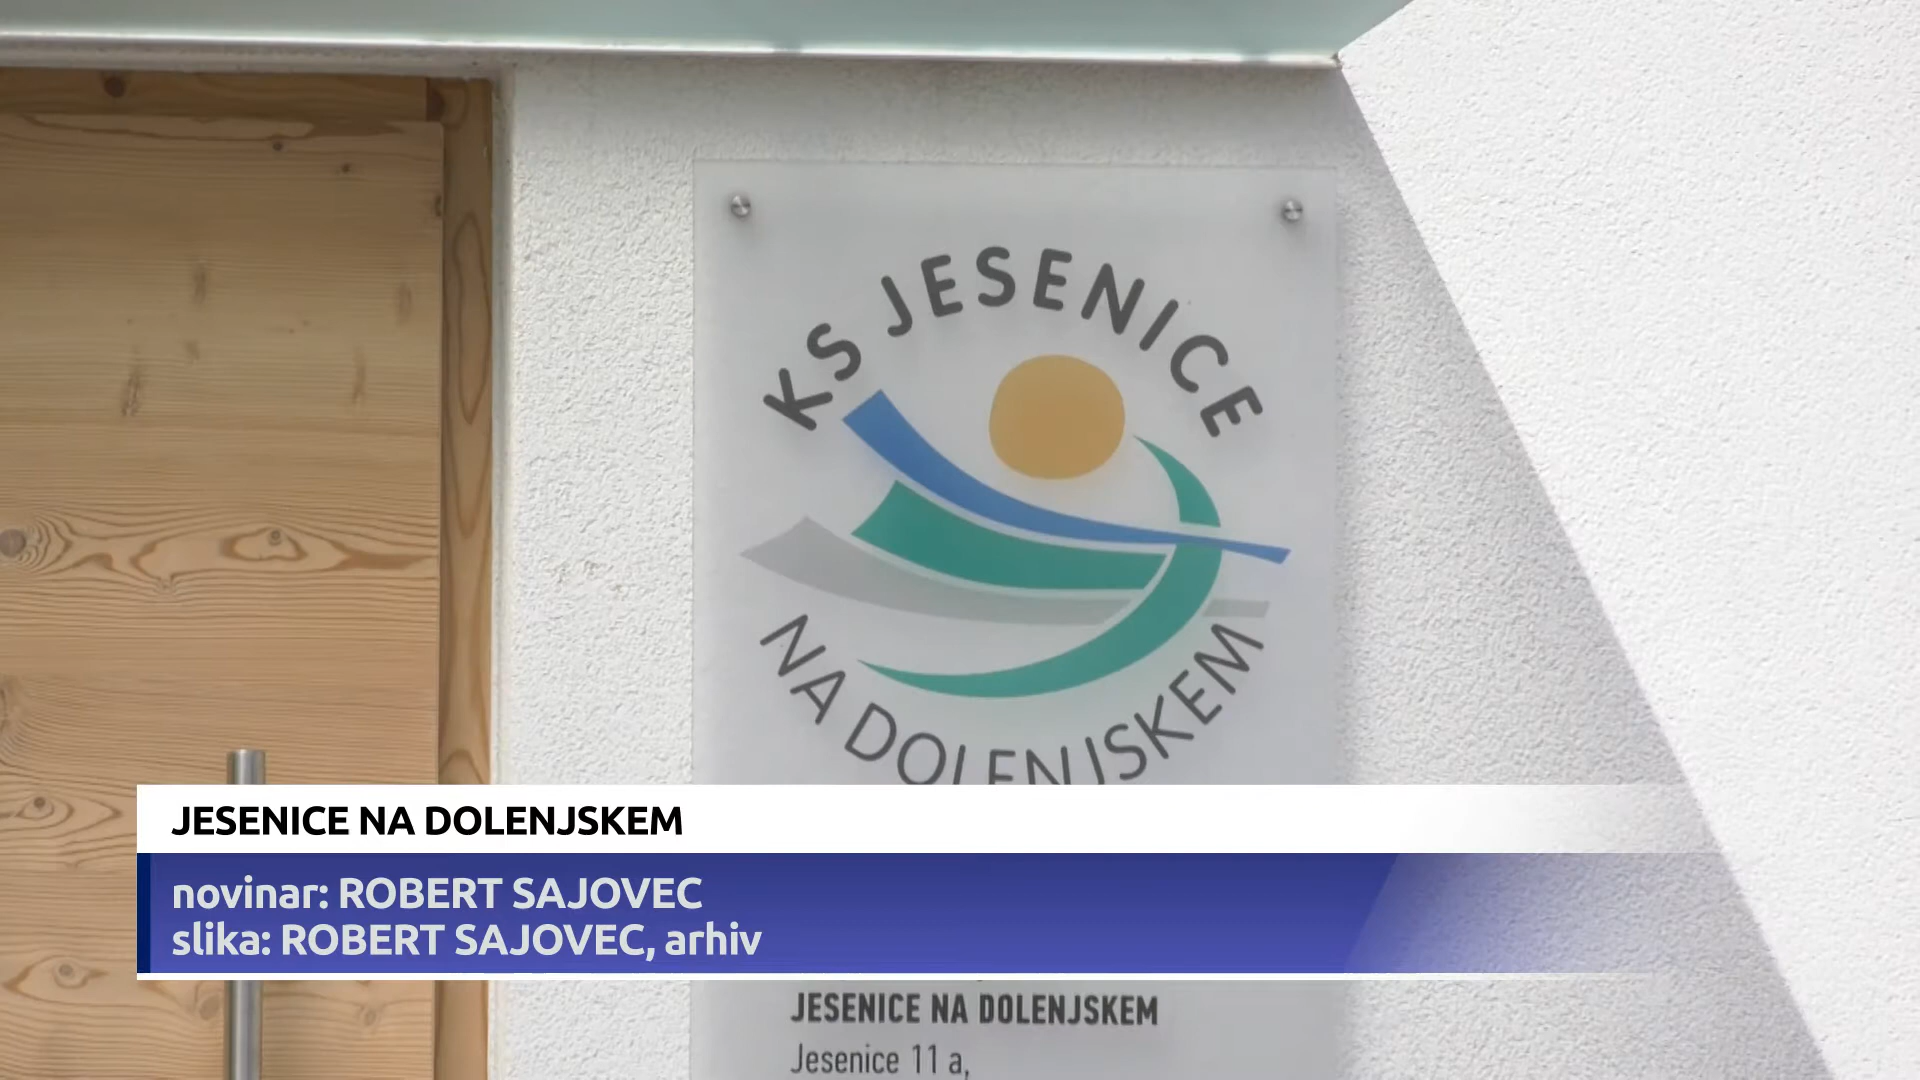 KS JESENICE
NA DOLENJSKEM
JESENICE NA DOLENJSKEM
novinar: ROBERT SAJOVEC
slika: ROBERT SAJOVEC, arhiv
JESENICE NA DOLENJSKEM
Jesenice 11 a,